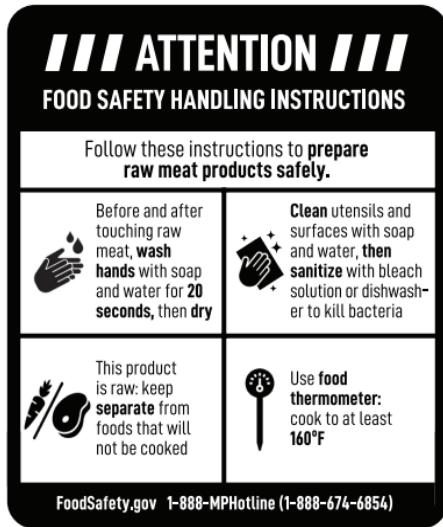 /// ATTENTION ///
FOOD SAFETY HANDLING INSTRUCTIONS
Follow these instructions to prepare
raw meat products safely.
Before and after
touching raw
meat, wash
hands with soap
and water for 20
seconds, then dry
Clean utensils and
surfaces with soap
and water, then
sanitize with bleach
solution or dishwash-
er to kill bacteria
This product
is raw: keep
separate from
foods that will
not be cooked
Use food
thermometer:
cook to at least
160°F
FoodSafety.gov 1-888-MPHotline (1-888-674-6854)